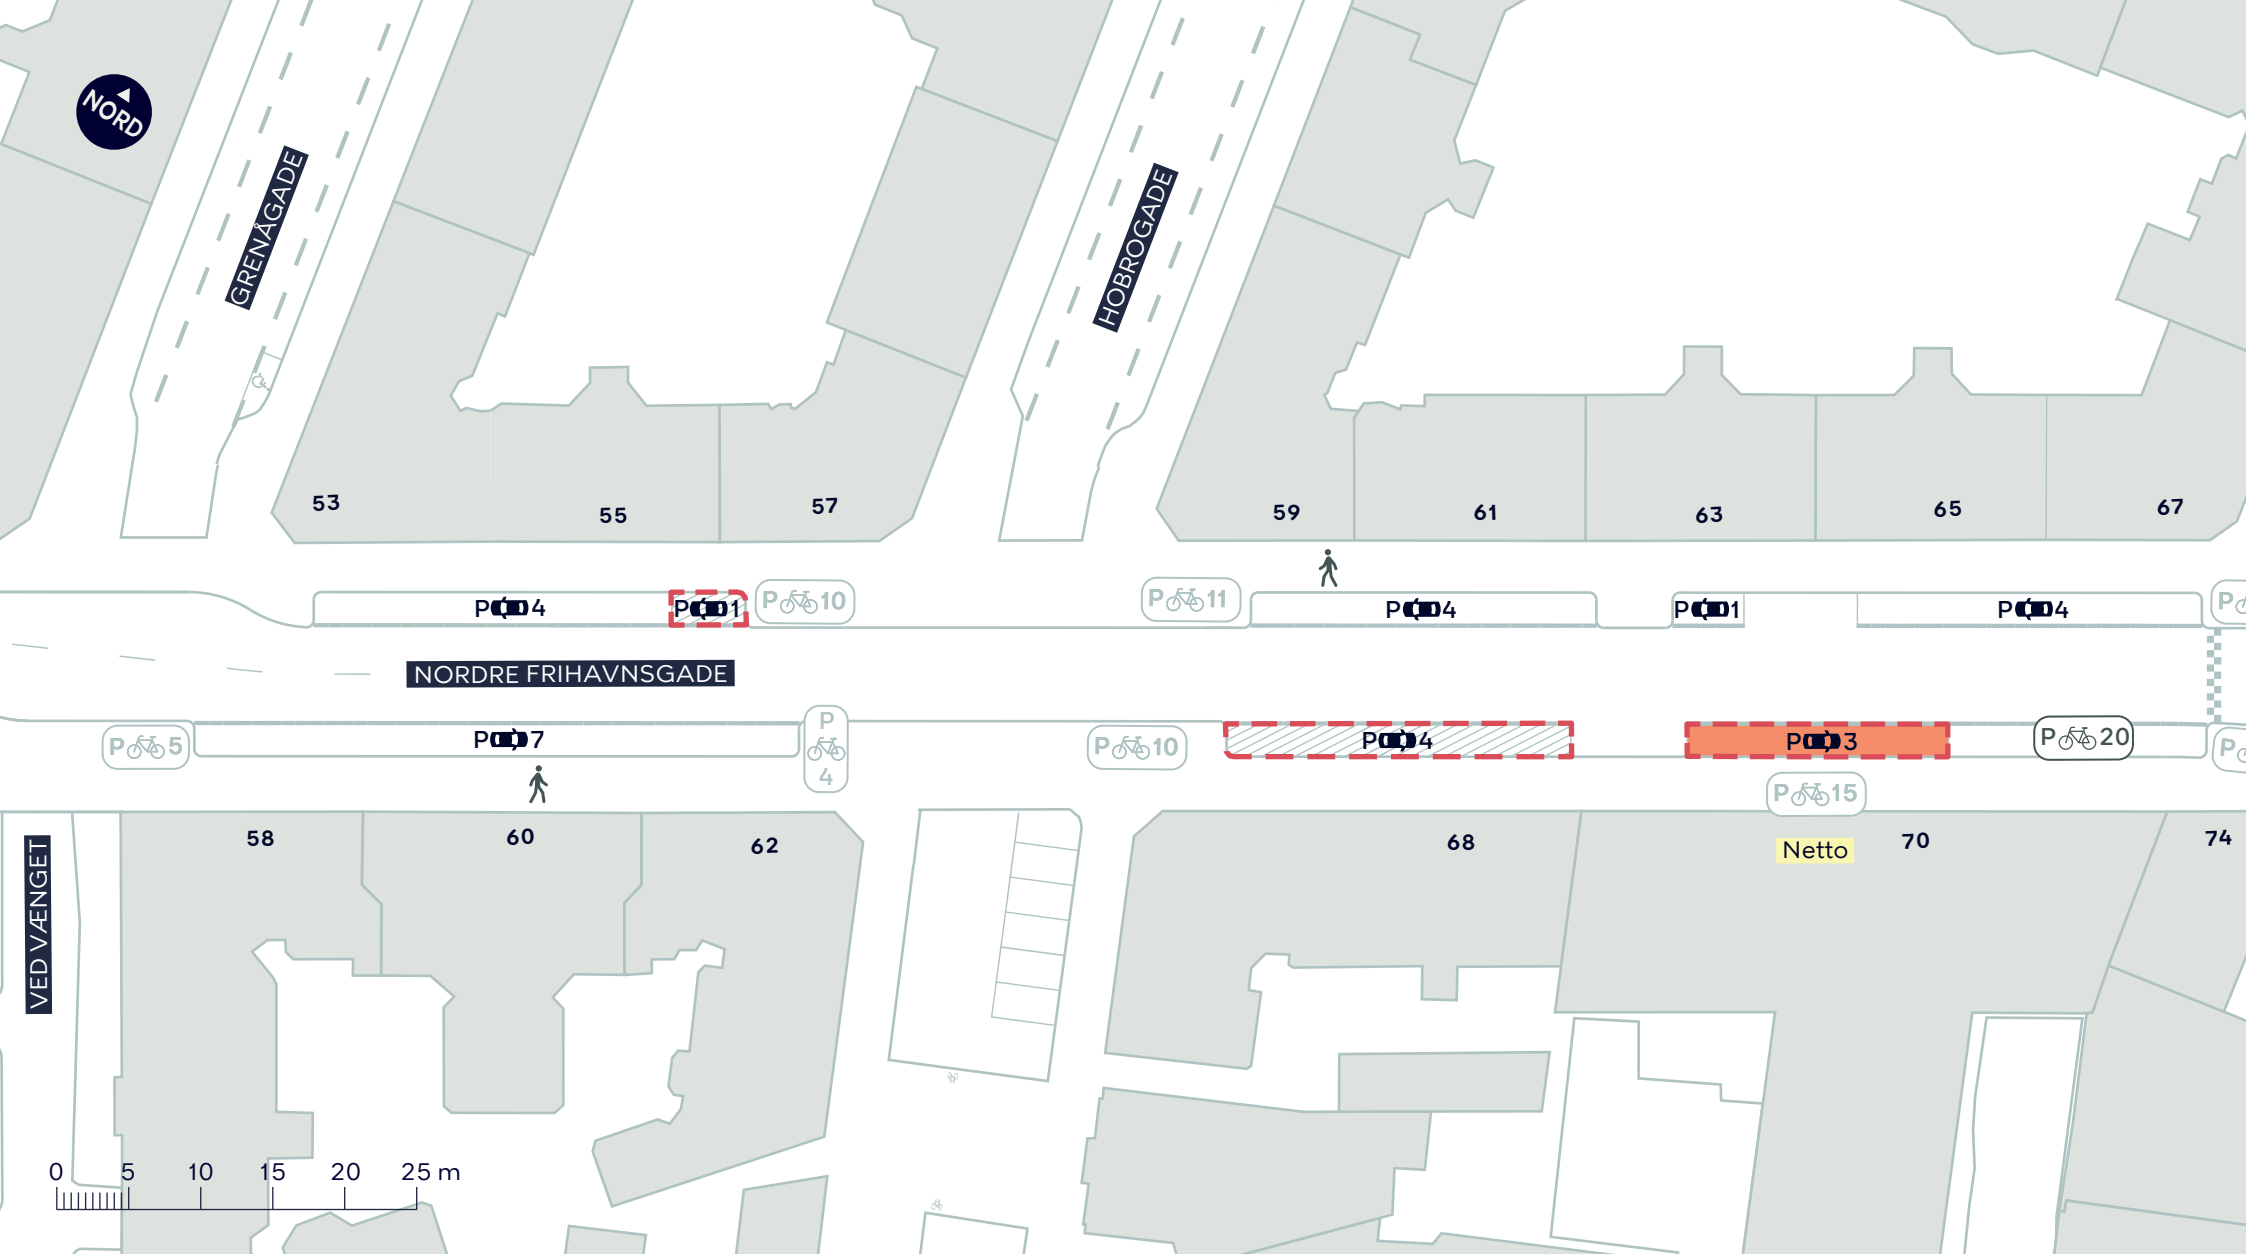 NORD
GRENÅGADE
HOBROGADE
53
55
57
59
61
63
65
67
P 4
P 1
P 10
P 11
P 4
P 1
P 4
P
NORDRE FRIHAVNSGADE
P 5
P 7
P
4
P 10
P 4
P 3
P 20
P
P 15
58
60
62
68
Netto
70
74
VED VÆNGET
0 5 10 15 20 25 m